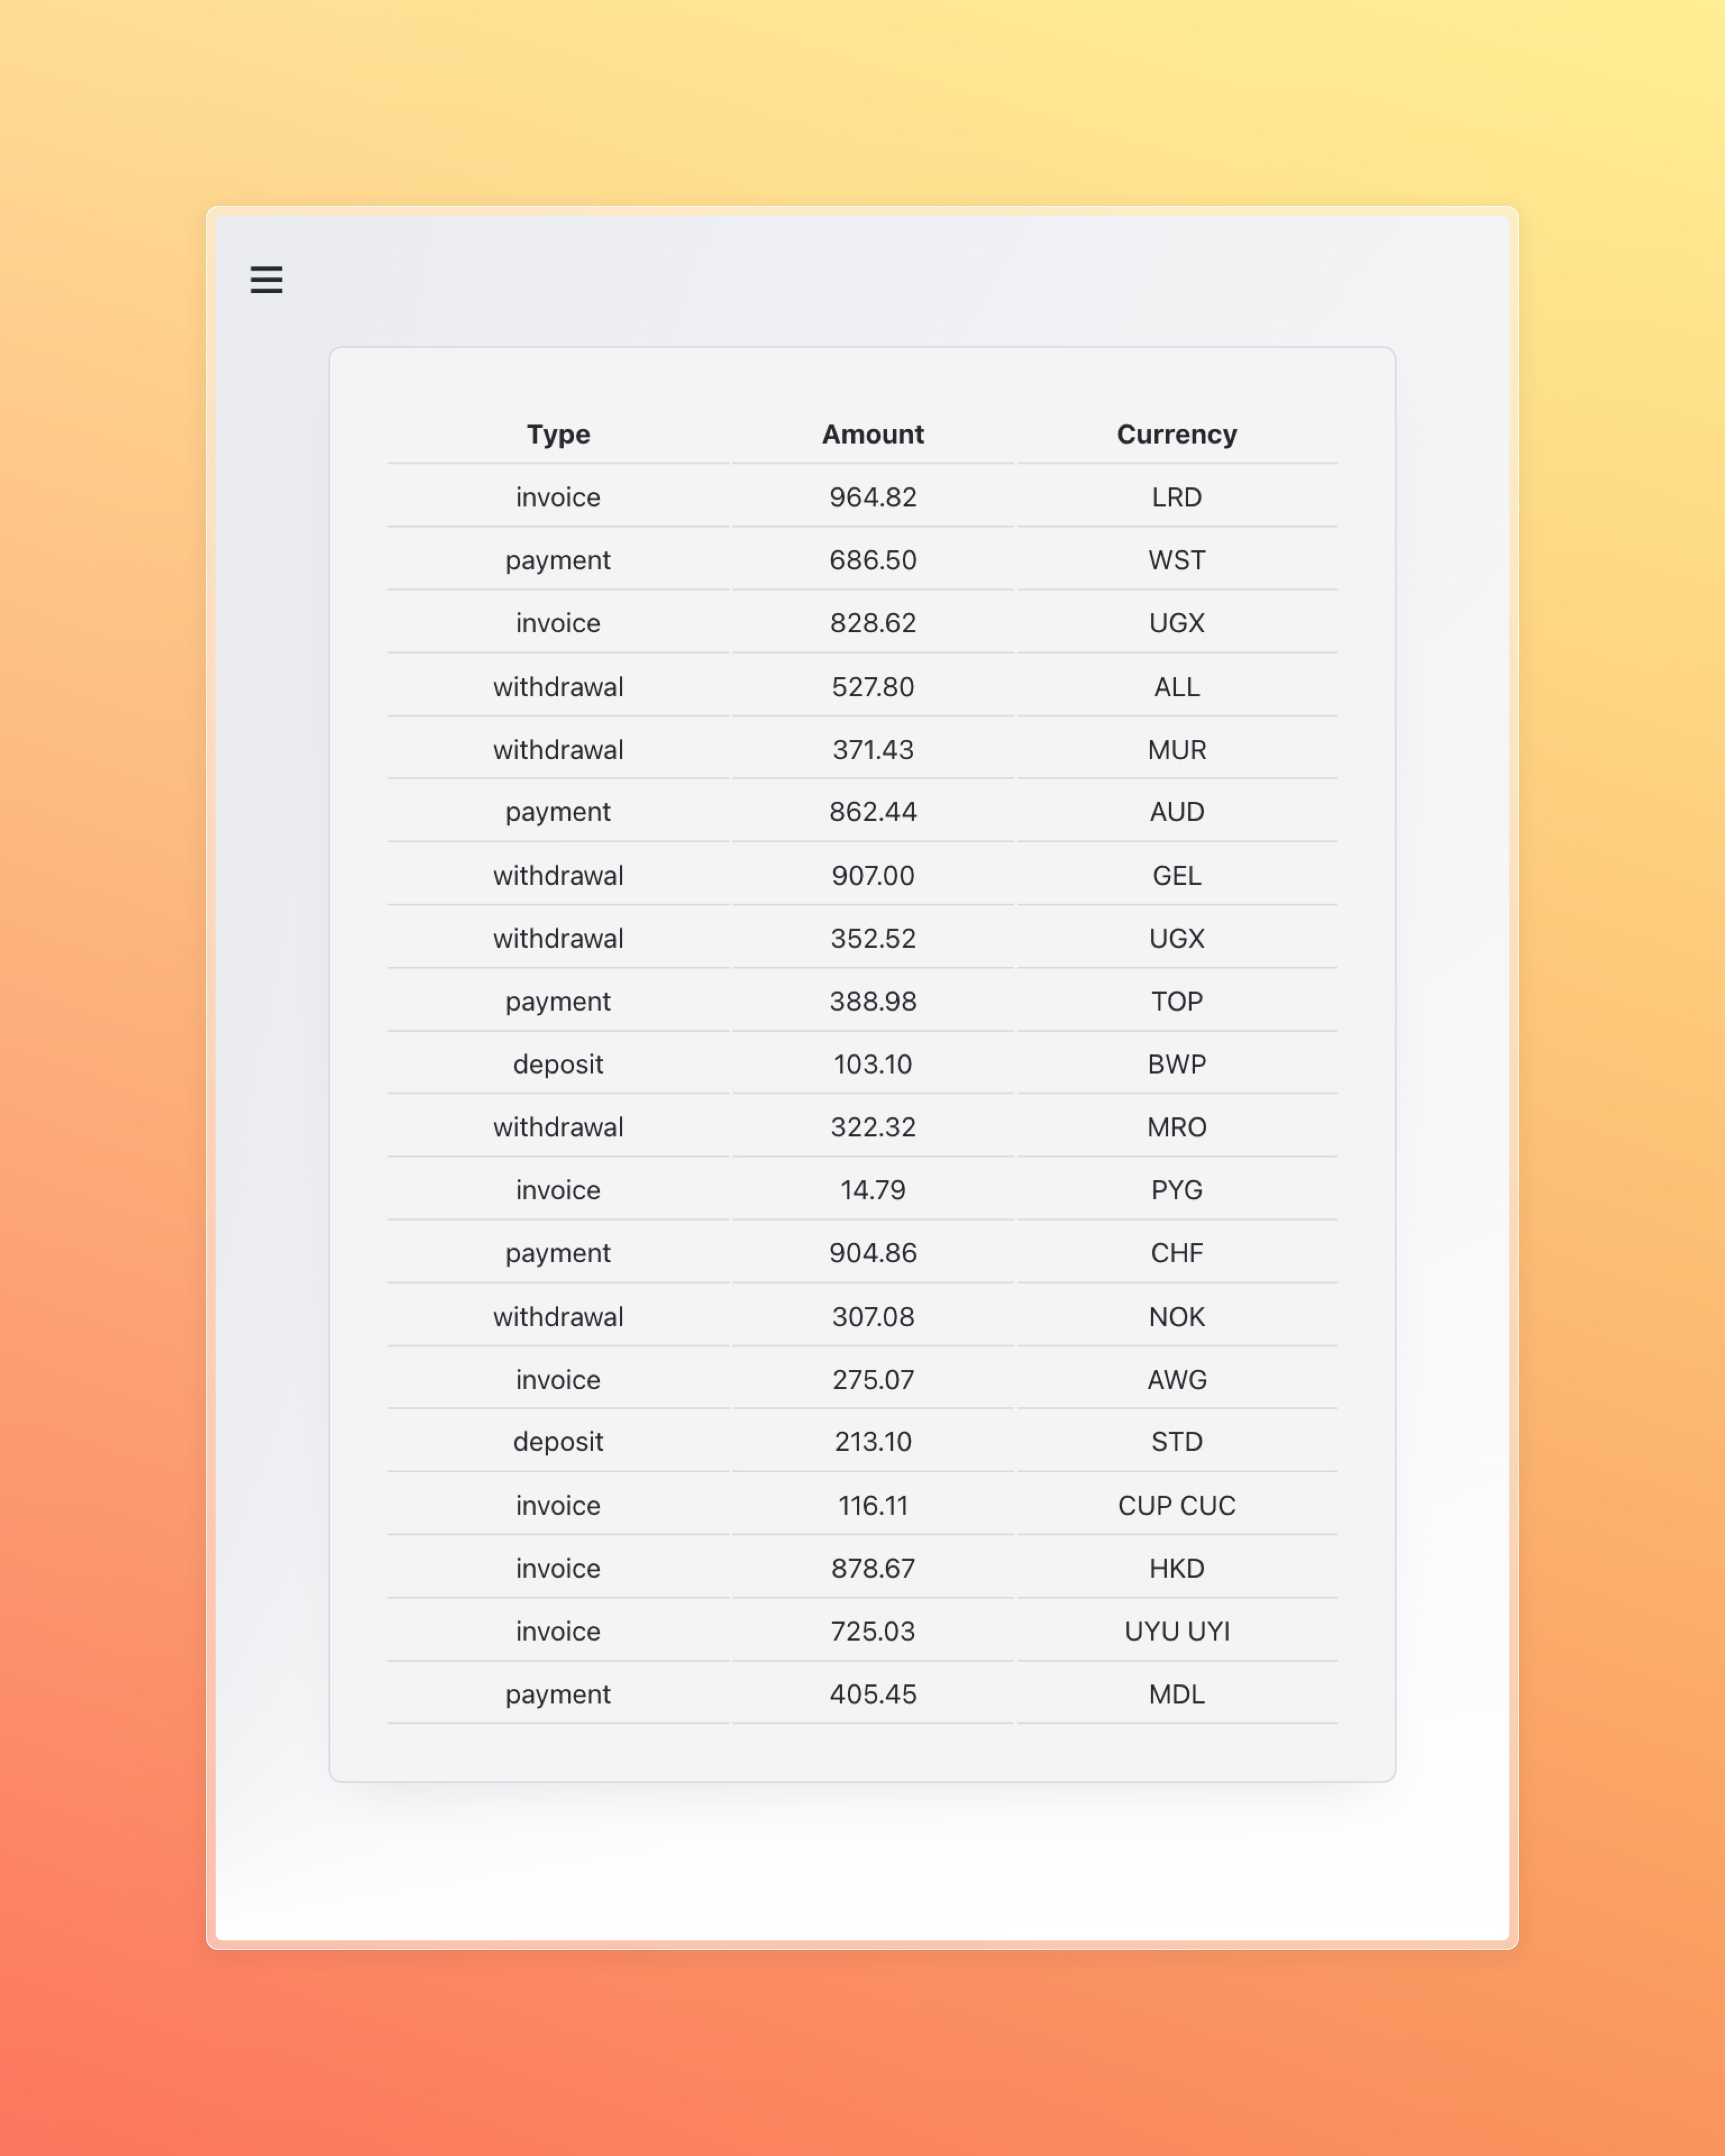 Type Amount Currency
invoice 964.82 LRD
payment 686.50 WST
invoice 828.62 UGX
withdrawal 527.80 ALL
withdrawal 371.43 MUR
payment 862.44 AUD
withdrawal 907.00 GEL
withdrawal 352.52 UGX
payment 388.98 TOP
deposit 103.10 BWP
withdrawal 322.32 MRO
invoice 14.79 PYG
payment 904.86 CHF
withdrawal 307.08 NOK
invoice 275.07 AWG
deposit 213.10 STD
invoice 116.11 CUP CUC
invoice 878.67 HKD
invoice 725.03 UYU UYI
payment 405.45 MDL